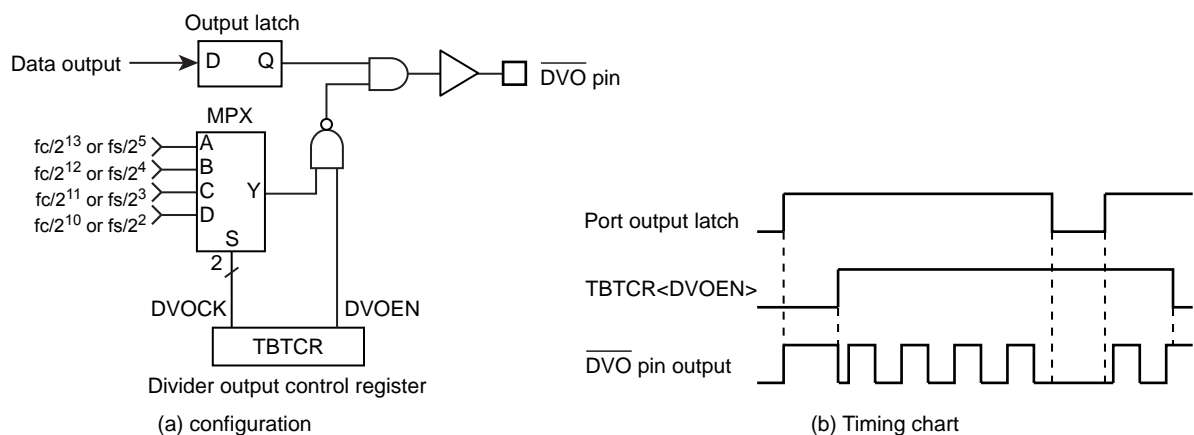 Output latch
Data output
D Q
DVO pin
MPX
fc/2^13 or fs/2^5
A
fc/2^12 or fs/2^4
B
fc/2^11 or fs/2^3
C
Y
fc/2^10 or fs/2^2
D
S
2
DVOCK
DVOEN
TBTCR
Divider output control register
(a) configuration
Port output latch
TBTCR<DVOEN>
DVO pin output
(b) Timing chart